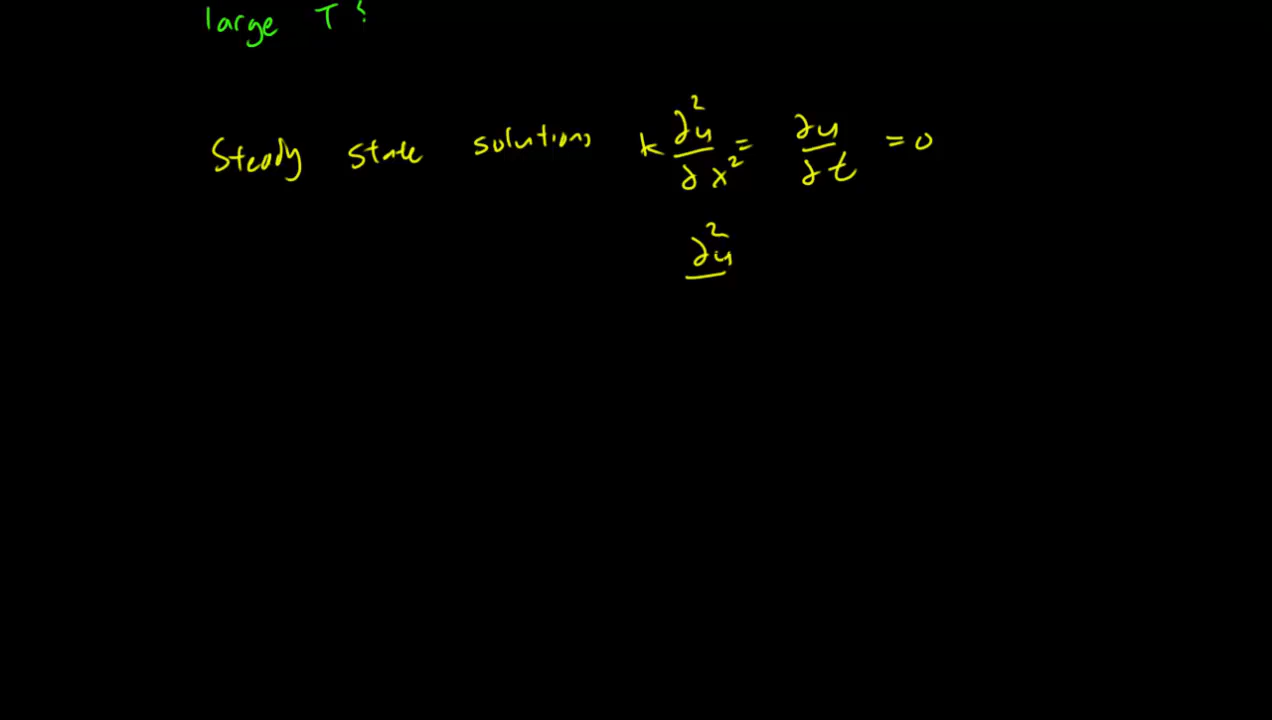 large T?
Steady state solutions k ∂²u/∂x² = ∂u/∂t = 0
∂²u